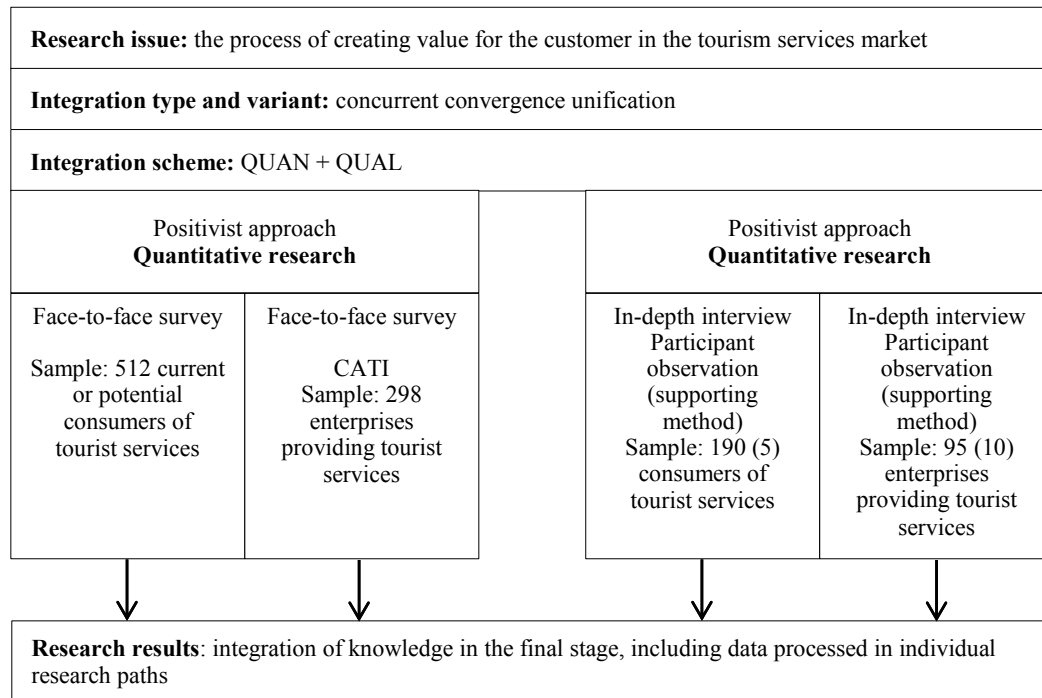 Research issue: the process of creating value for the customer in the tourism services market
Integration type and variant: concurrent convergence unification
Integration scheme: QUAN + QUAL
Positivist approach
Quantitative research
Face-to-face survey
Sample: 512 current
or potential
consumers of
tourist services
Face-to-face survey
CATI
Sample: 298
enterprises
providing tourist
services
Positivist approach
Quantitative research
In-depth interview
Participant
observation
(supporting
method)
Sample: 190 (5)
consumers of
tourist services
In-depth interview
Participant
observation
(supporting
method)
Sample: 95 (10)
enterprises
providing tourist
services
Research results: integration of knowledge in the final stage, including data processed in individual
research paths